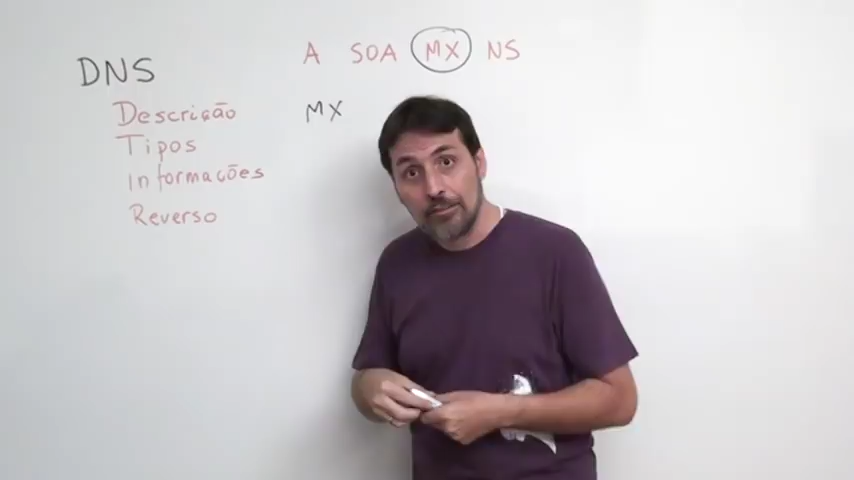 DNS
A SOA MX NS
Descrição
MX
Tipos
Informações
Reverso